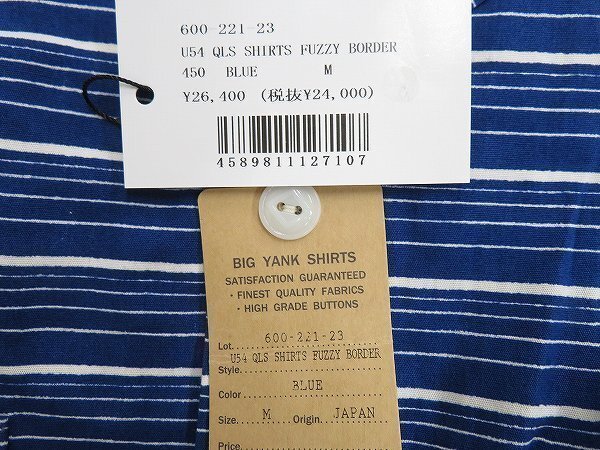 600-221-23
U54 QLS SHIRTS FUZZY BORDER
450 BLUE M
¥26,400 (税抜¥24,000)
4589811127107
BIG YANK SHIRTS
SATISFACTION GUARANTEED
・FINEST QUALITY FABRICS
・HIGH GRADE BUTTONS
Lot. 600-221-23
Style. U54 QLS SHIRTS FUZZY BORDER
Color BLUE
Size. M Origin. JAPAN
Price.